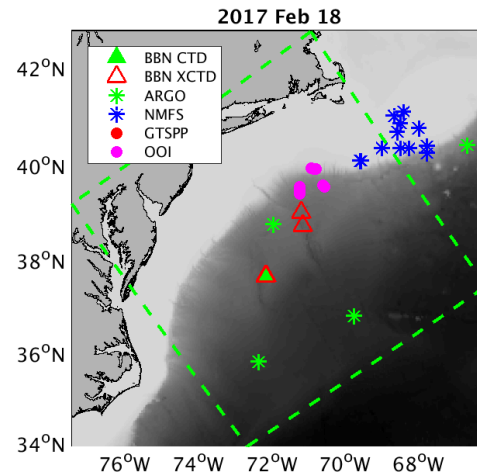 2017 Feb 18
BBN CTD
BBN XCTD
ARGO
NMFS
GTSPP
OOI
42°N
40°N
38°N
36°N
34°N
76°W 74°W 72°W 70°W 68°W